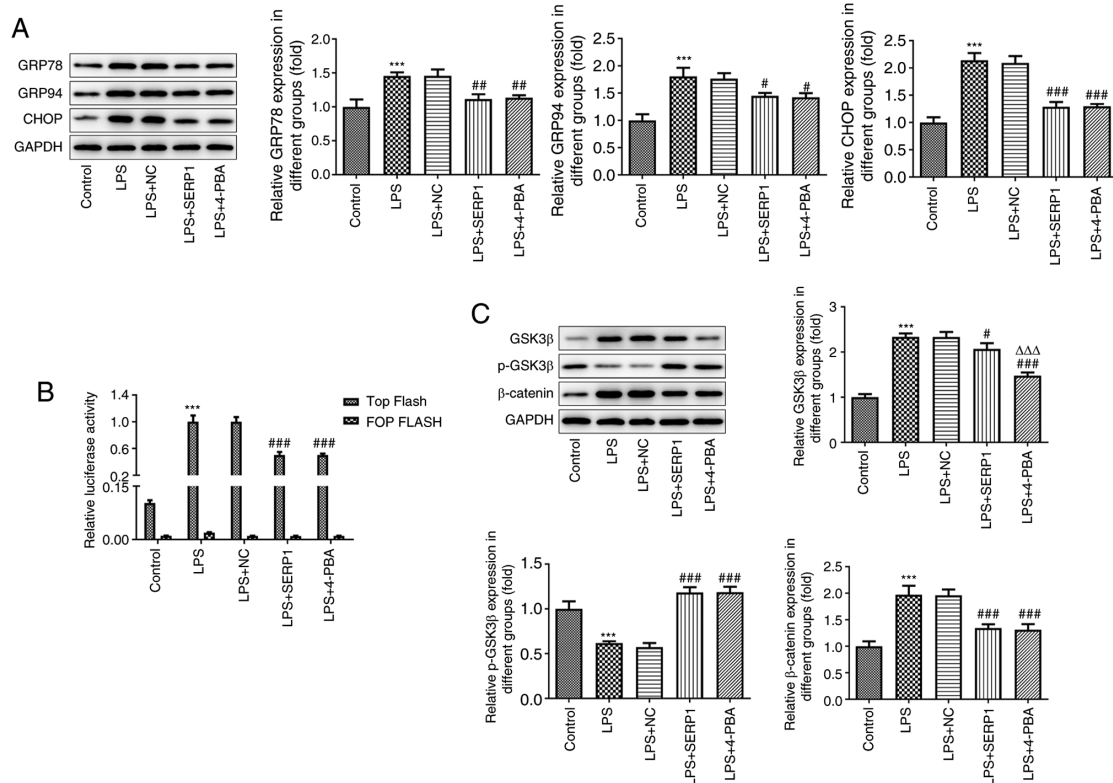 A
GRP78
GRP94
CHOP
GAPDH
Control
LPS
LPS+NC
LPS+SERP1
LPS+4-PBA
Relative GRP78 expression in
different groups (fold)
2.0
1.5
1.0
0.5
0.0
***
##
##
Control
LPS
LPS+NC
LPS+SERP1
LPS+4-PBA
Relative GRP94 expression in
different groups (fold)
2.5
2.0
1.5
1.0
0.5
0.0
***
#
#
Control
LPS
LPS+NC
LPS+SERP1
LPS+4-PBA
Relative CHOP expression in
different groups (fold)
2.5
2.0
1.5
1.0
0.5
0.0
***
###
###
Control
LPS
LPS+NC
LPS+SERP1
LPS+4-PBA
B
Relative luciferase activity
1.4
1.0
0.6
0.2
0.15
0.00
***
###
###
Top Flash
FOP FLASH
Control
LPS
LPS+NC
LPS+SERP1
LPS+4-PBA
C
GSK3β
p-GSK3β
β-catenin
GAPDH
Control
LPS
LPS+NC
LPS+SERP1
LPS+4-PBA
Relative GSK3β expression in
different groups (fold)
3
2
1
0
***
#
ΔΔΔ
###
Control
LPS
LPS+NC
LPS+SERP1
LPS+4-PBA
Relative p-GSK3β expression in
different groups (fold)
1.5
1.0
0.5
0.0
***
###
###
Control
LPS
LPS+NC
LPS+SERP1
LPS+4-PBA
Relative β-catenin expression in
different groups (fold)
2.5
2.0
1.5
1.0
0.5
0.0
***
###
###
Control
LPS
LPS+NC
LPS+SERP1
LPS+4-PBA